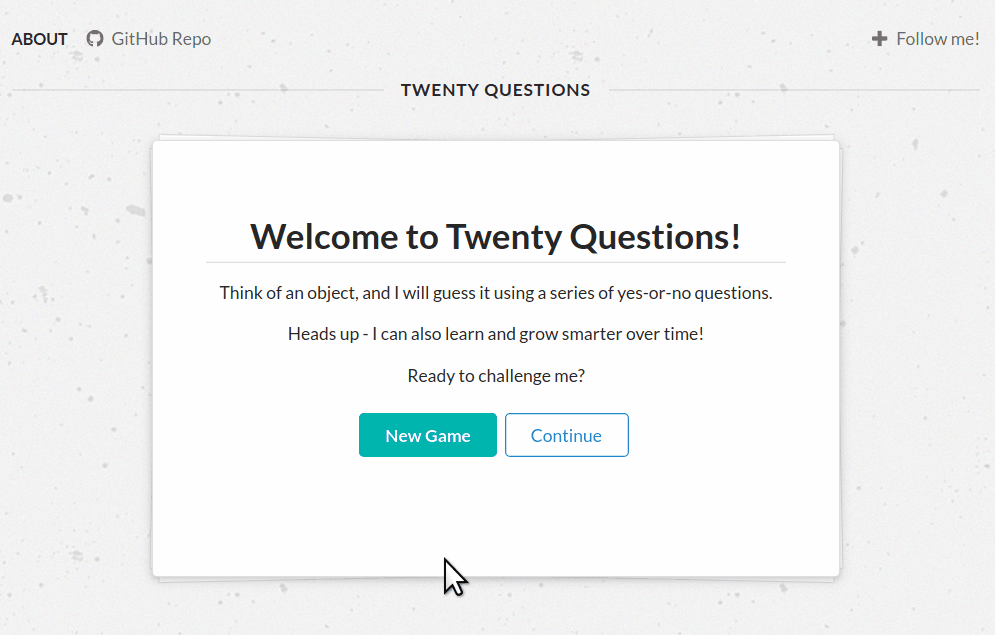 ABOUT GitHub Repo Follow me!
TWENTY QUESTIONS
Welcome to Twenty Questions!
Think of an object, and I will guess it using a series of yes-or-no questions.
Heads up - I can also learn and grow smarter over time!
Ready to challenge me?
New Game Continue